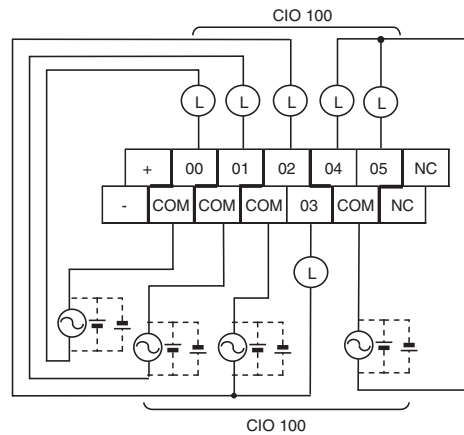 CIO 100
L L L L L
+ 00 01 02 04 05 NC
- COM COM COM 03 COM NC
L
CIO 100